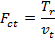 F_ct = T_r / v_t